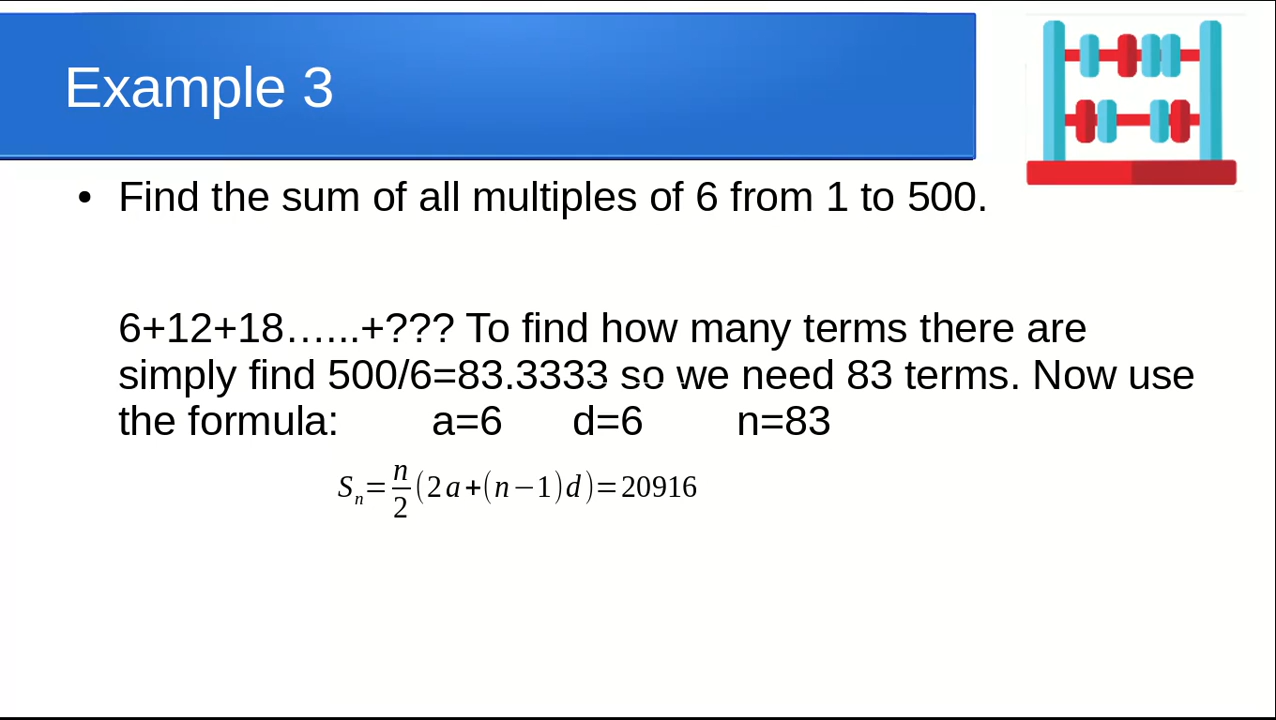 Example 3
• Find the sum of all multiples of 6 from 1 to 500.
6+12+18…...+??? To find how many terms there are
simply find 500/6=83.3333 so we need 83 terms. Now use
the formula: a=6 d=6 n=83
Sₙ=n/2(2a+(n−1)d)=20916